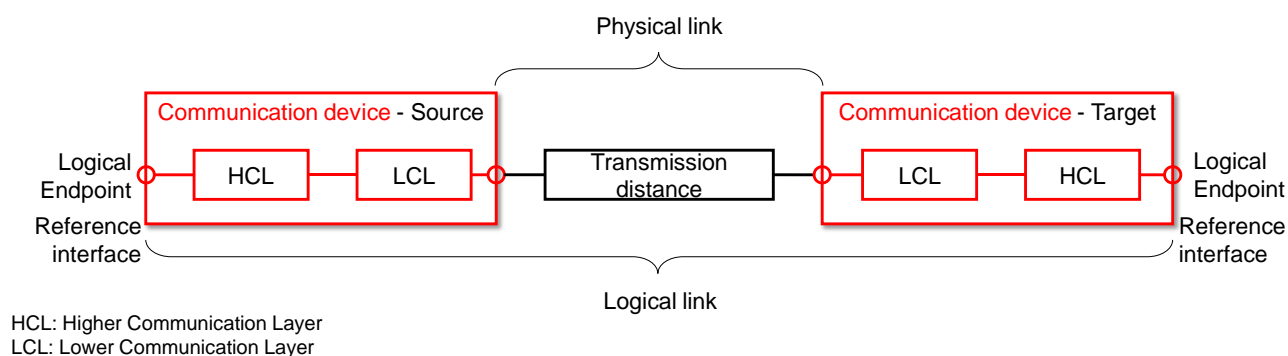 Physical link
Communication device - Source
Communication device - Target
Logical
Endpoint
HCL
LCL
Transmission
distance
LCL
HCL
Logical
Endpoint
Reference
interface
Reference
interface
Logical link
HCL: Higher Communication Layer
LCL: Lower Communication Layer